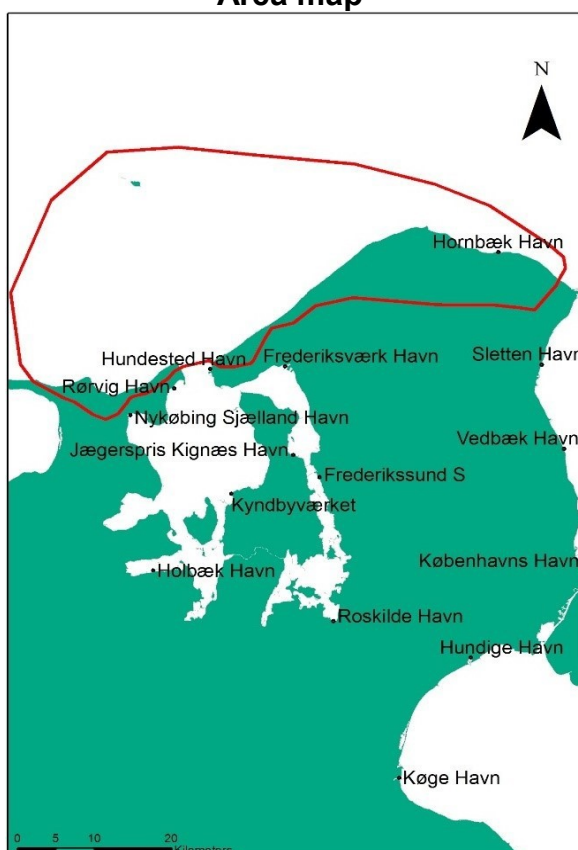 Area map
N
Hornbæk Havn
Hundested Havn
Frederiksværk Havn
Sletten Havn
Rørvig Havn
Nykøbing Sjælland Havn
Vedbæk Havn
Jægerspris Kignæs Havn
Frederikssund S
Kyndbyværket
Københavns Havn
Holbæk Havn
Roskilde Havn
Hundige Havn
Køge Havn
0 5 10 20
Kilometers